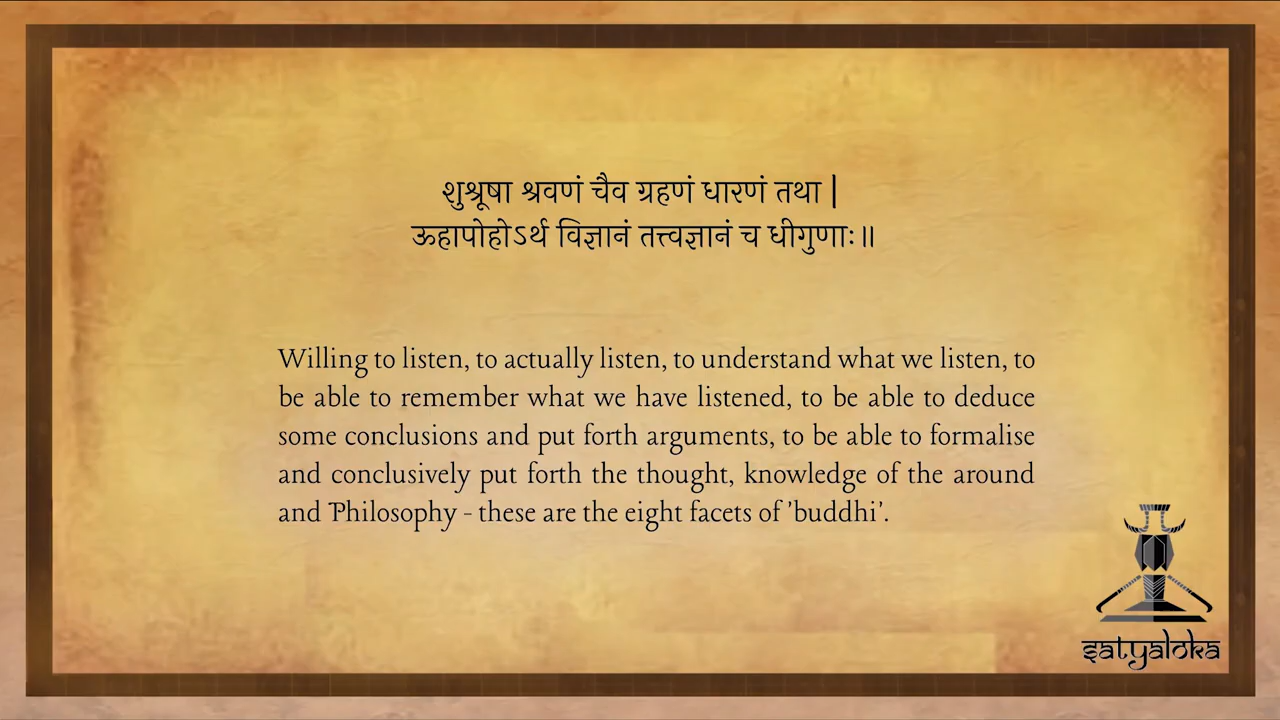 शुश्रूषा श्रवणं चैव ग्रहणं धारणं तथा |
ऊहापोहोऽर्थ विज्ञानं तत्त्वज्ञानं च धीगुणाः॥
Willing to listen, to actually listen, to understand what we listen, to
be able to remember what we have listened, to be able to deduce
some conclusions and put forth arguments, to be able to formalise
and conclusively put forth the thought, knowledge of the around
and Philosophy - these are the eight facets of 'buddhi'.
satyaloka